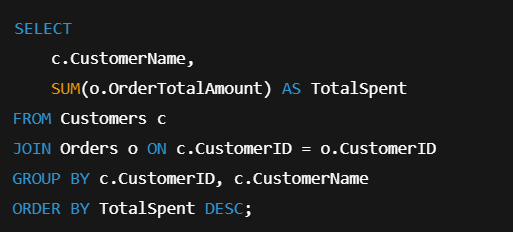 SELECT
    c.CustomerName,
    SUM(o.OrderTotalAmount) AS TotalSpent
FROM Customers c
JOIN Orders o ON c.CustomerID = o.CustomerID
GROUP BY c.CustomerID, c.CustomerName
ORDER BY TotalSpent DESC;